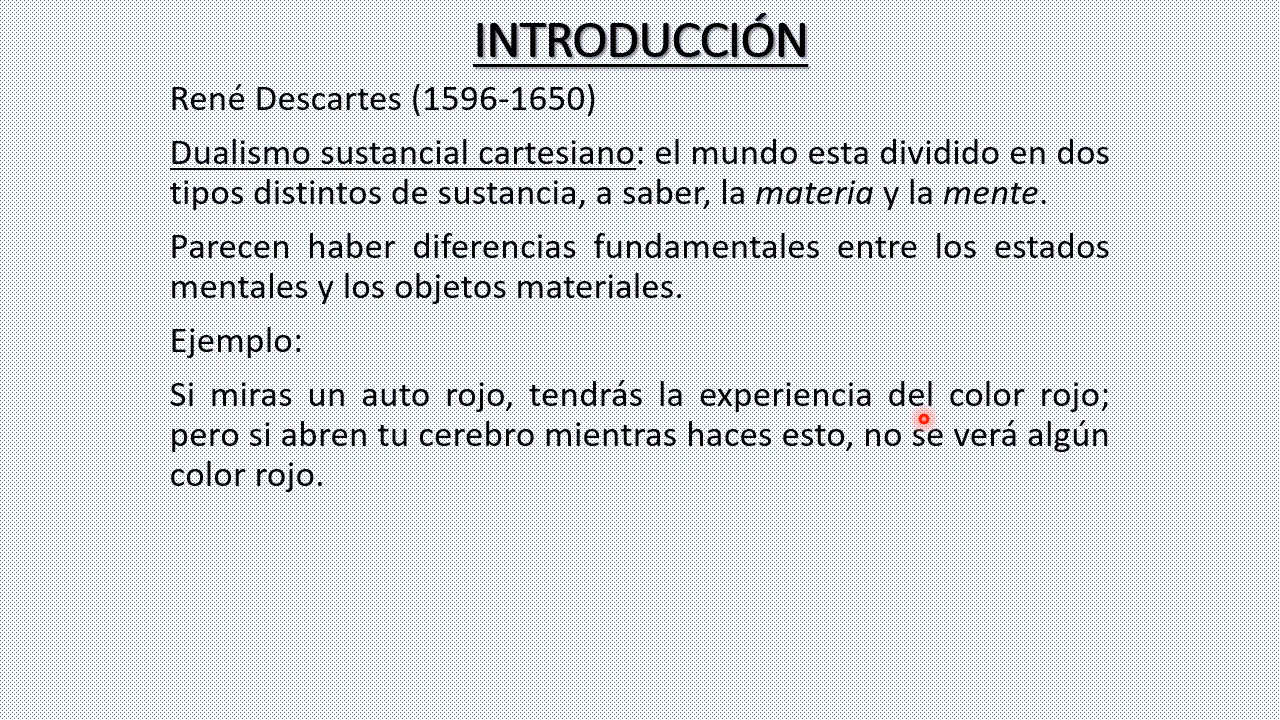 INTRODUCCIÓN
René Descartes (1596-1650)
Dualismo sustancial cartesiano: el mundo esta dividido en dos
tipos distintos de sustancia, a saber, la materia y la mente.
Parecen haber diferencias fundamentales entre los estados
mentales y los objetos materiales.
Ejemplo:
Si miras un auto rojo, tendrás la experiencia del color rojo;
pero si abren tu cerebro mientras haces esto, no se verá algún
color rojo.